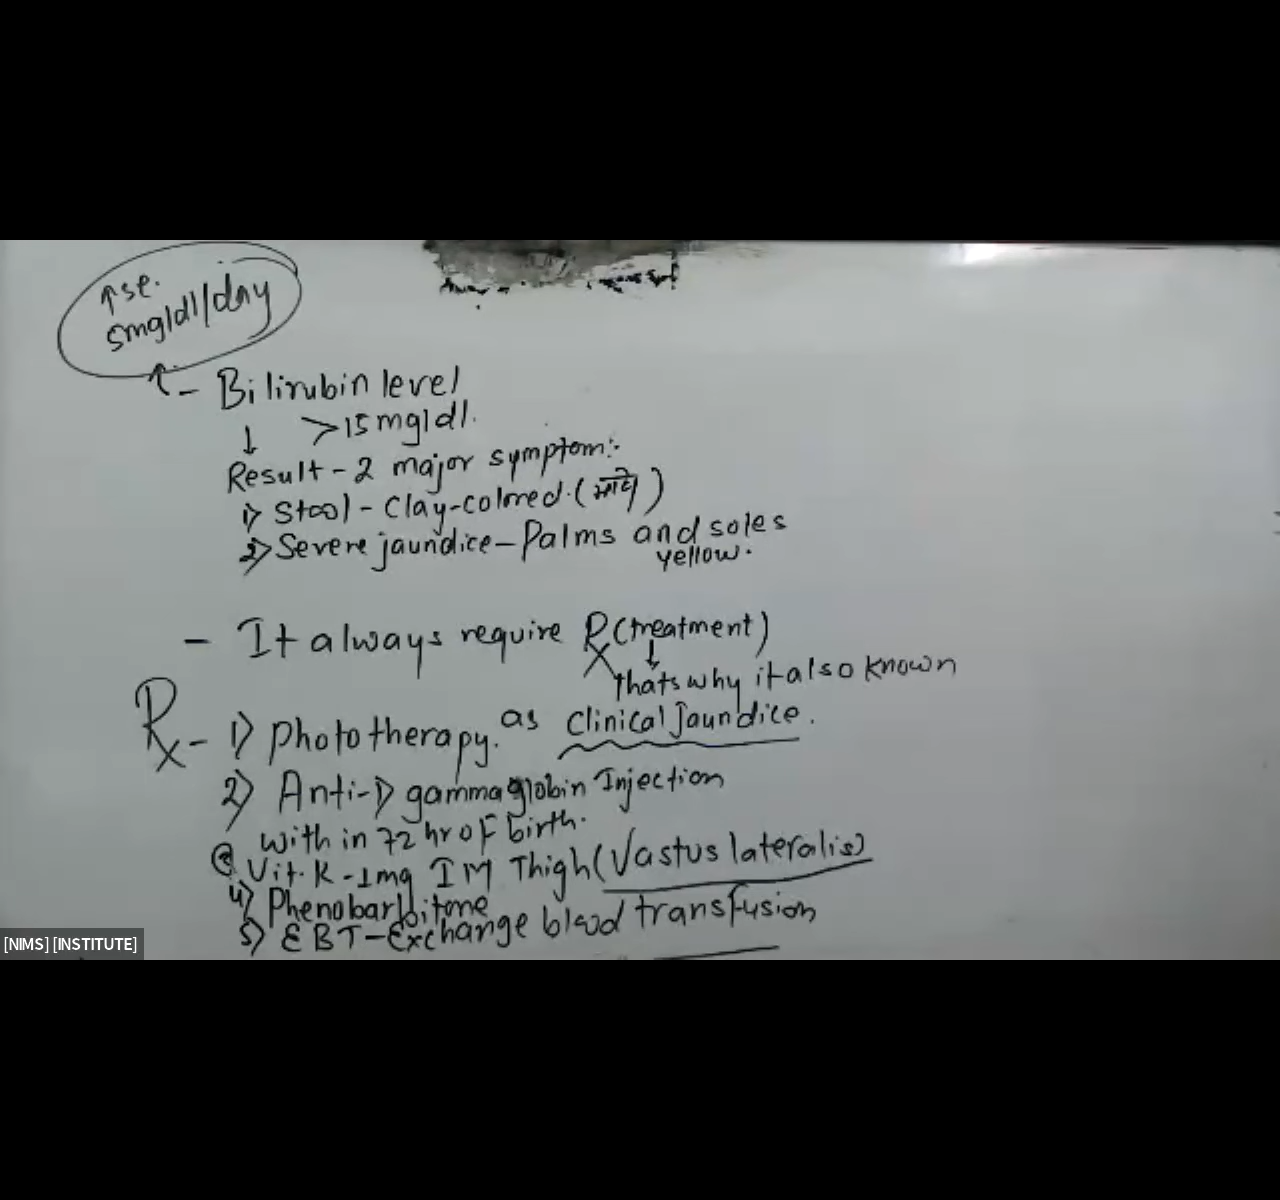 ↑se.
5mg/dl/day
↑ - Bilirubin level
↓ >15 mg/dl.
Result - 2 major symptom:-
1) Stool - Clay-colored. ( )
2) Severe jaundice - Palms and soles
yellow.
- It always require Rx (treatment)
↓
thats why it also known
as Clinical Jaundice.
Rx - 1) Phototherapy.
2) Anti-D gammaglobin Injection
with in 72 hr of birth.
3) Vit. K - 1mg IM Thigh (Vastus lateralis)
4) Phenobarbitone
5) EBT - Exchange blood transfusion
[NIMS] [INSTITUTE]